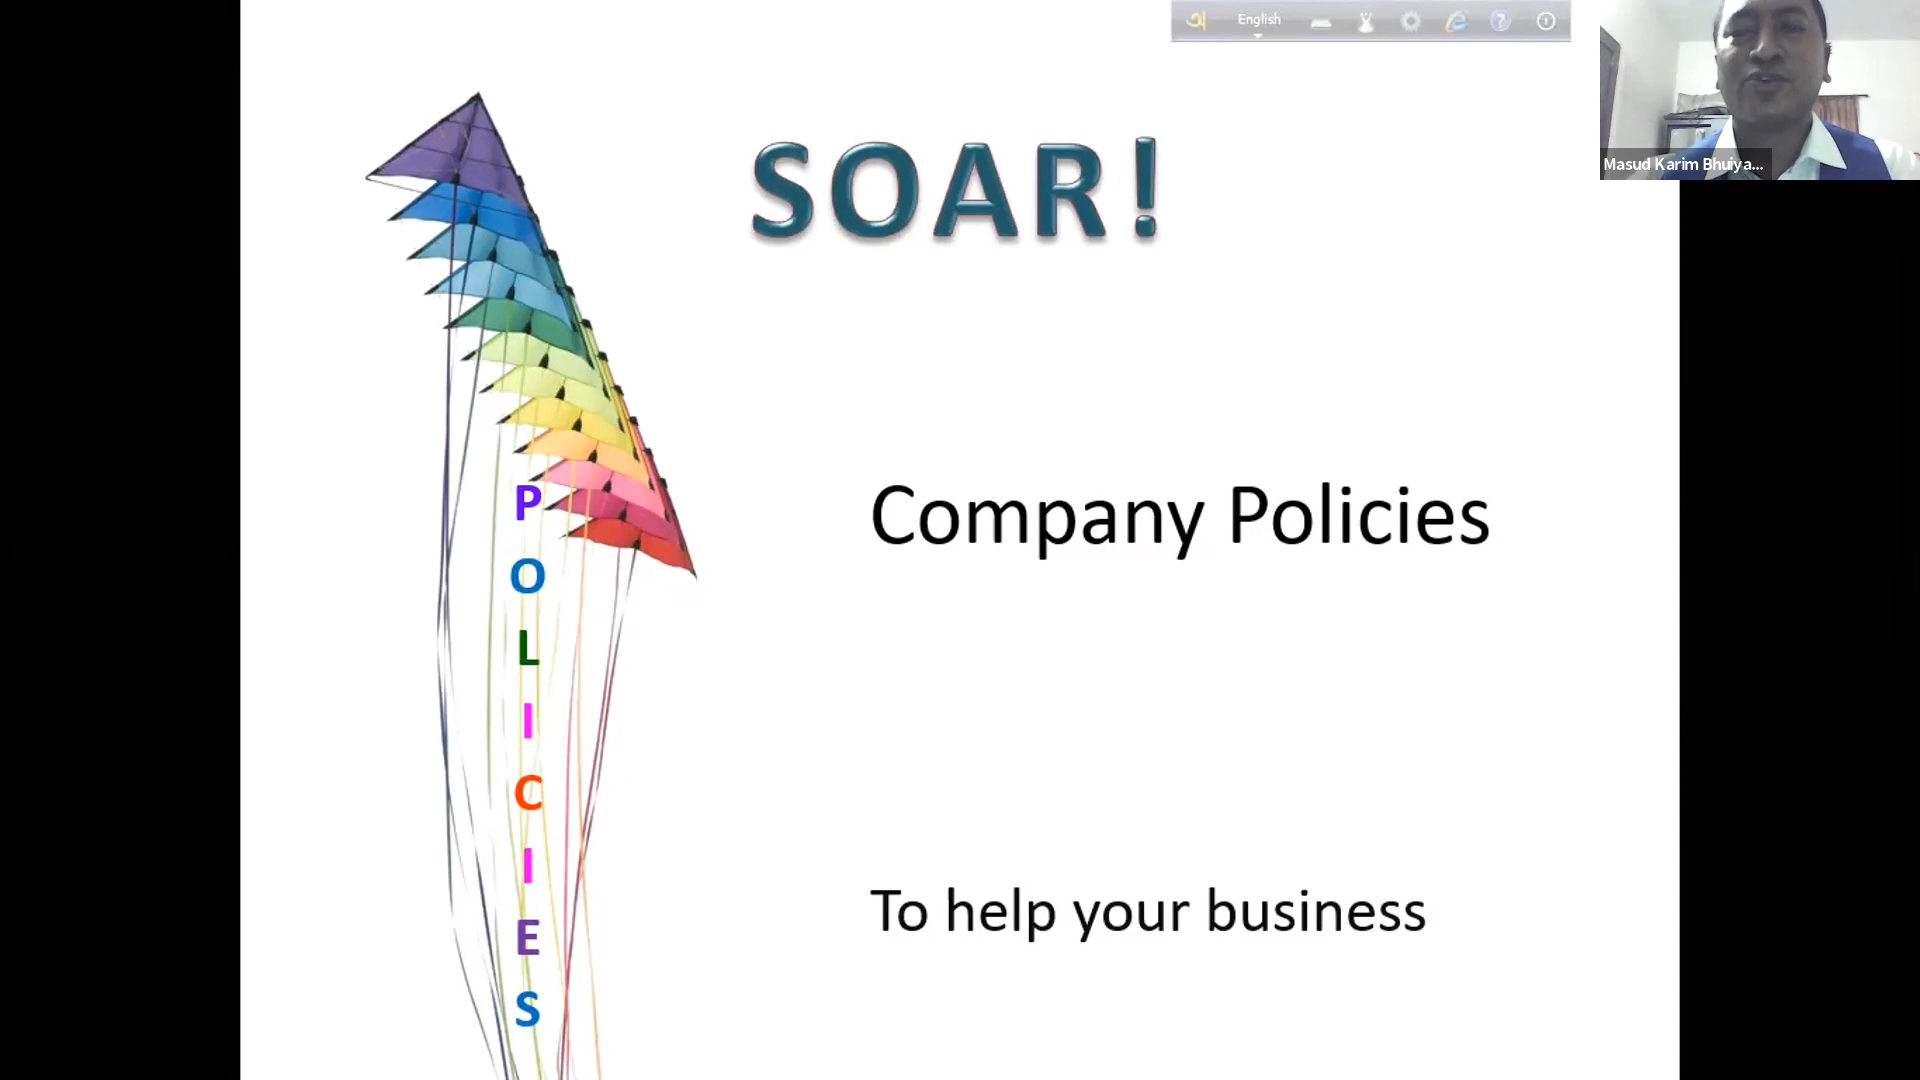 অ English
SOAR!
Masud Karim Bhuiya...
Company Policies
To help your business
P
O
L
I
C
I
E
S